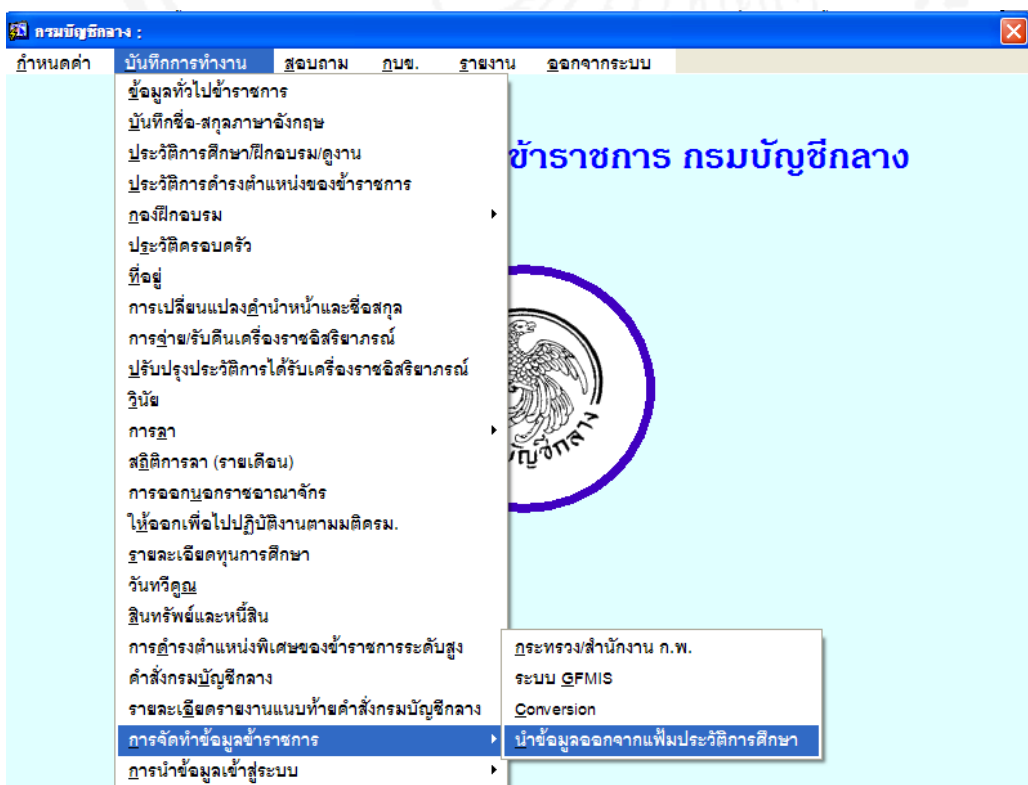 กรมบัญชีกลาง :
กำหนดค่า บันทึกการทำงาน สอบถาม กบข. รายงาน ออกจากระบบ
ข้อมูลทั่วไปข้าราชการ
บันทึกชื่อ-สกุลภาษาอังกฤษ
ประวัติการศึกษา/ฝึกอบรม/ดูงาน
ข้าราชการ กรมบัญชีกลาง
ประวัติการดำรงตำแหน่งของข้าราชการ
กองฝึกอบรม
ประวัติครอบครัว
ที่อยู่
การเปลี่ยนแปลงคำนำหน้าและชื่อสกุล
การจ่าย/รับคืนเครื่องราชอิสริยาภรณ์
ปรับปรุงประวัติการได้รับเครื่องราชอิสริยาภรณ์
วินัย
การลา
บัญชีกลาง
สถิติการลา (รายเดือน)
การออกนอกราชอาณาจักร
ให้ออกเพื่อไปปฏิบัติงานตามมติครม.
รายละเอียดทุนการศึกษา
วันทวีคูณ
สินทรัพย์และหนี้สิน
การดำรงตำแหน่งพิเศษของข้าราชการระดับสูง
กระทรวง/สำนักงาน ก.พ.
คำสั่งกรมบัญชีกลาง
ระบบ GFMIS
รายละเอียดรายงานแนบท้ายคำสั่งกรมบัญชีกลาง
Conversion
การจัดทำข้อมูลข้าราชการ
นำข้อมูลออกจากแฟ้มประวัติการศึกษา
การนำข้อมูลเข้าสู่ระบบ